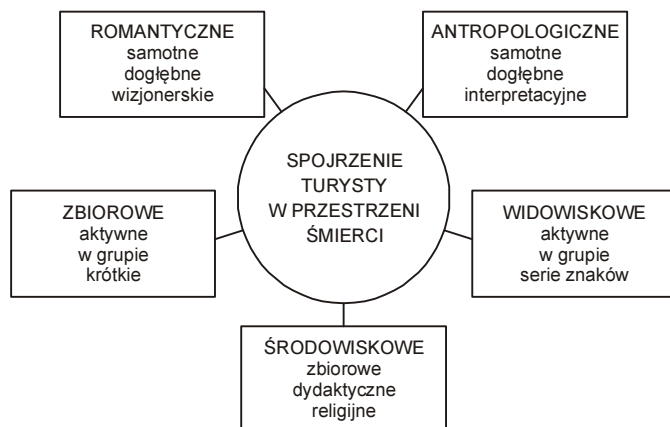 ROMANTYCZNE
samotne
dogłębne
wizjonerskie
ANTROPOLOGICZNE
samotne
dogłębne
interpretacyjne
SPOJRZENIE
TURYSTY
W PRZESTRZENI
ŚMIERCI
ZBIOROWE
aktywne
w grupie
krótkie
WIDOWISKOWE
aktywne
w grupie
serie znaków
ŚRODOWISKOWE
zbiorowe
dydaktyczne
religijne